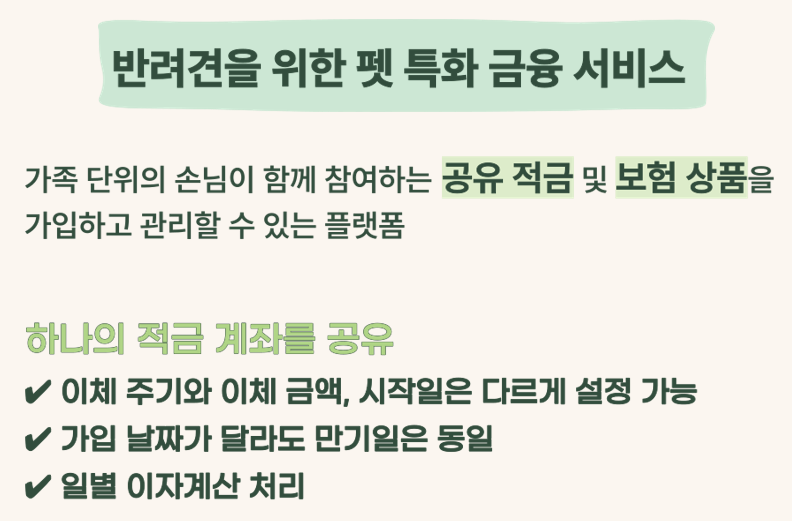 반려견을 위한 펫 특화 금융 서비스
가족 단위의 손님이 함께 참여하는 공유 적금 및 보험 상품을
가입하고 관리할 수 있는 플랫폼
하나의 적금 계좌를 공유
✔ 이체 주기와 이체 금액, 시작일은 다르게 설정 가능
✔ 가입 날짜가 달라도 만기일은 동일
✔ 일별 이자계산 처리